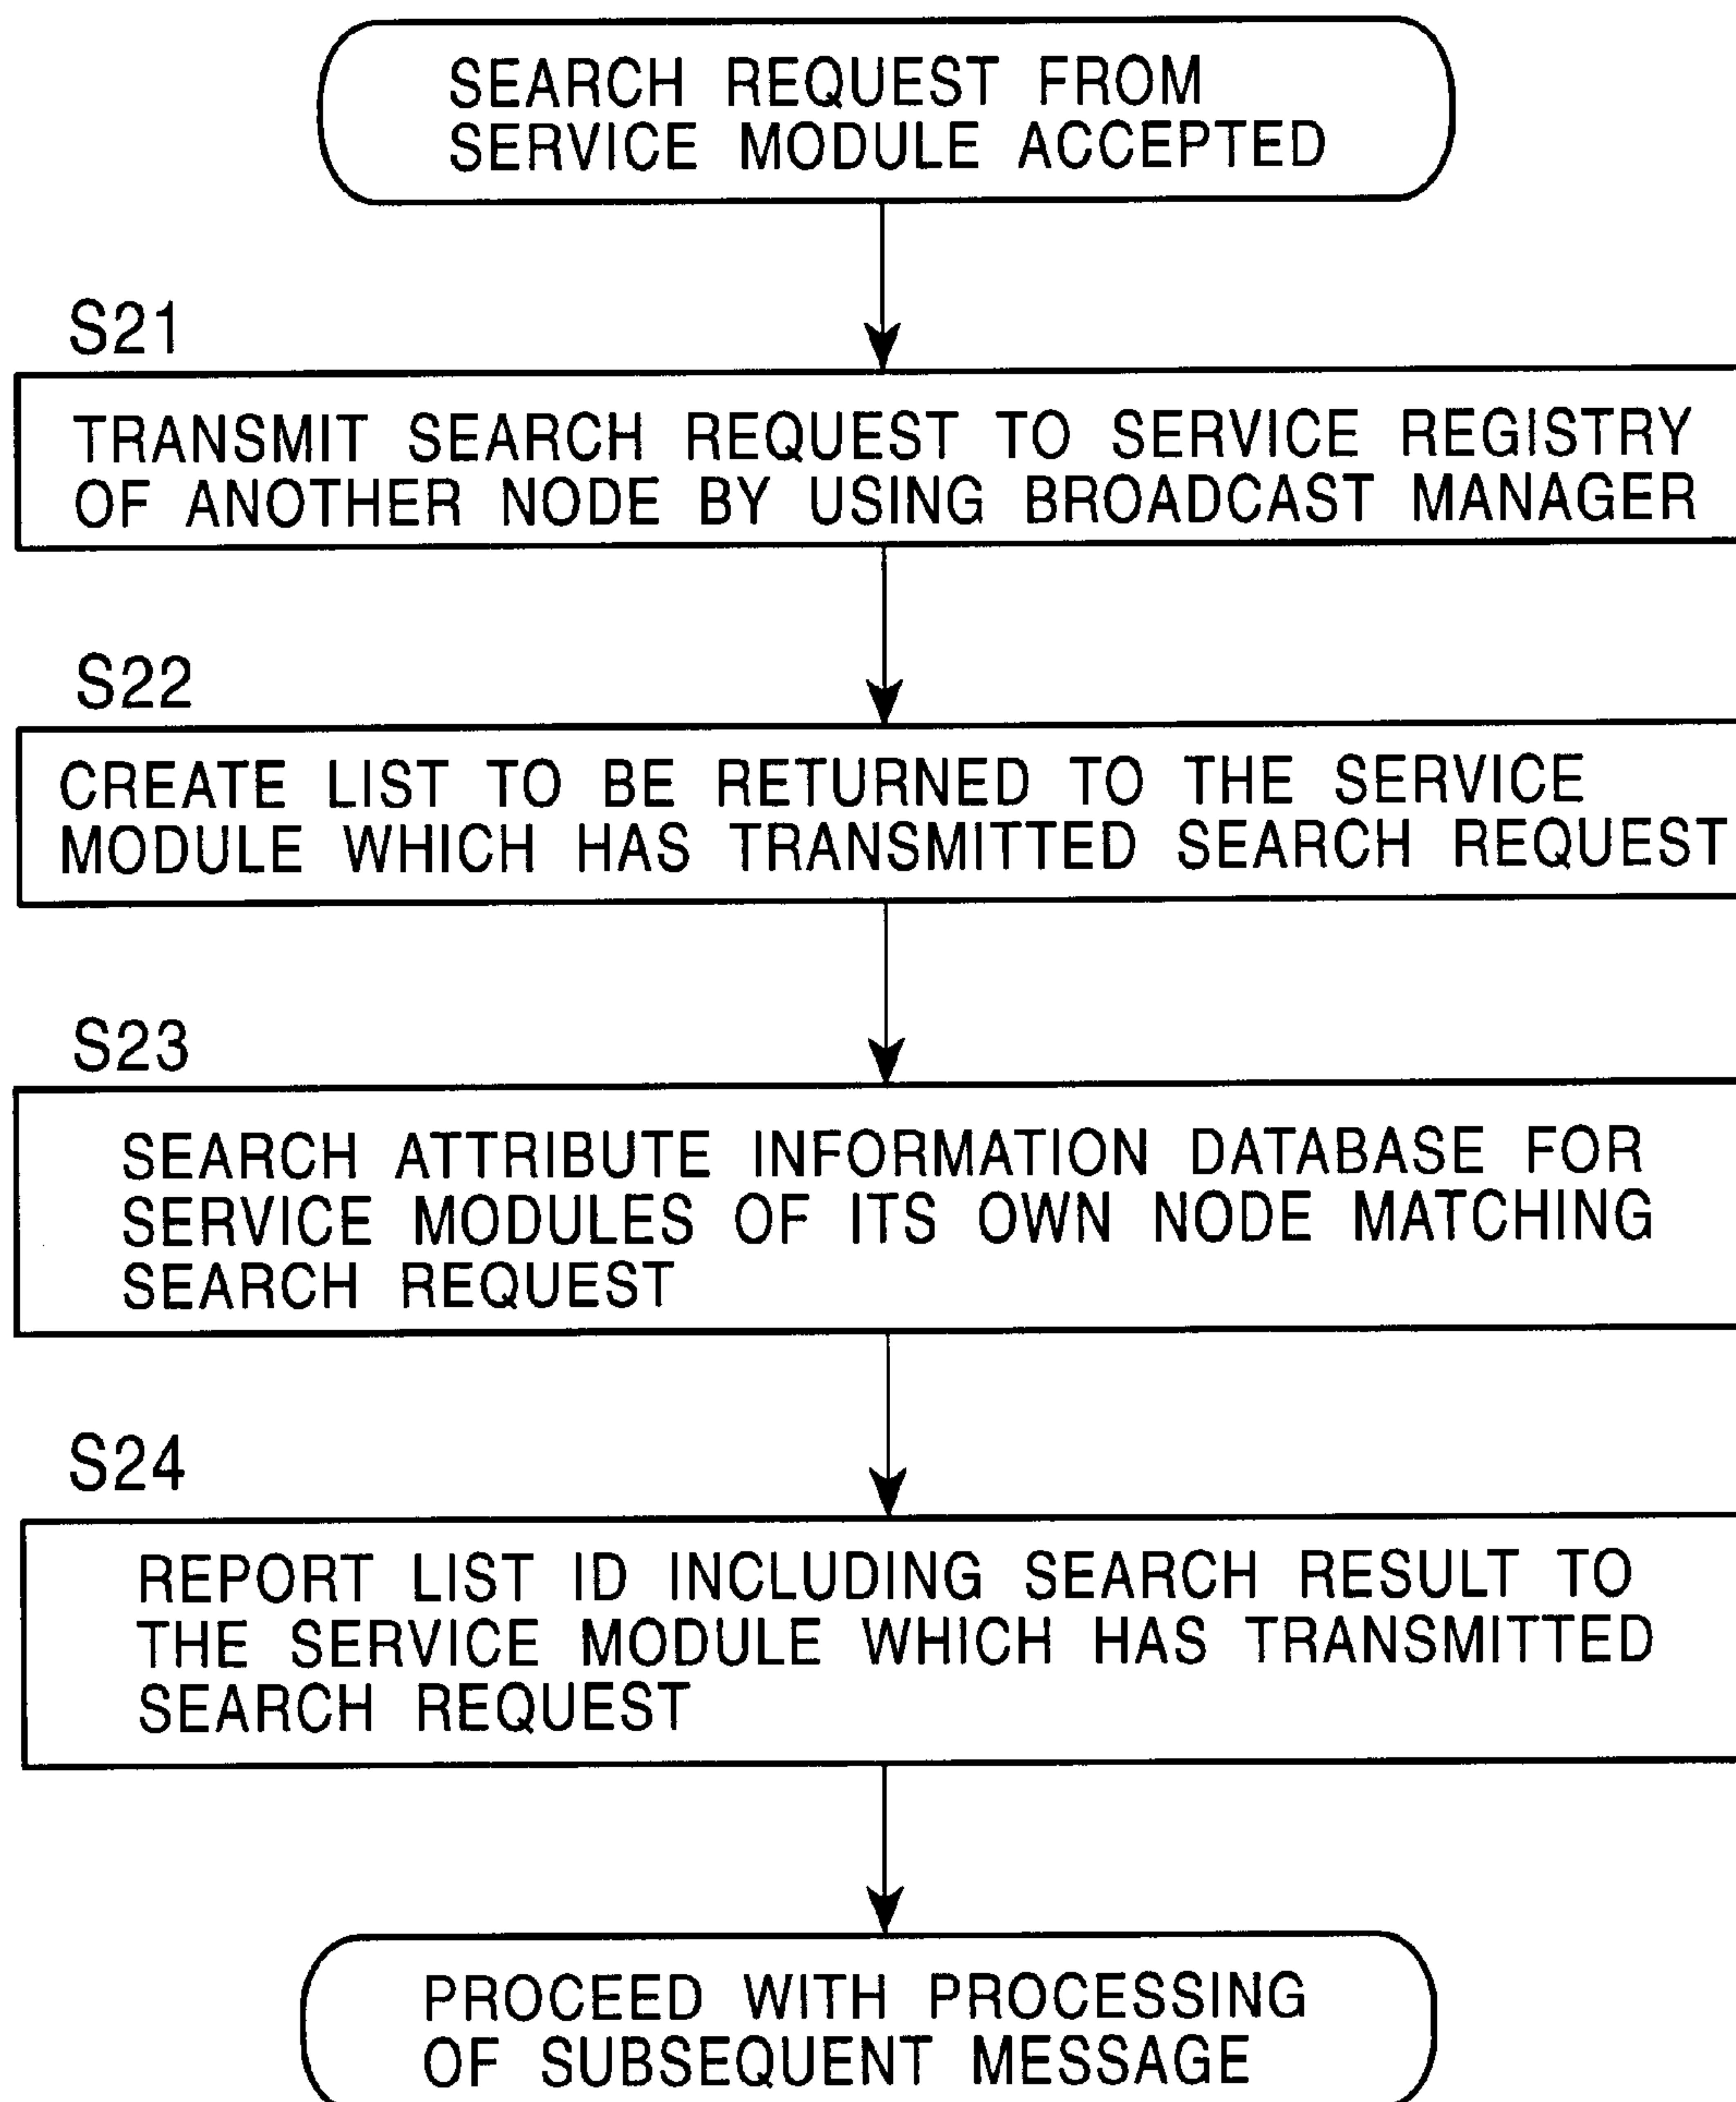 SEARCH REQUEST FROM
SERVICE MODULE ACCEPTED
S21
TRANSMIT SEARCH REQUEST TO SERVICE REGISTRY
OF ANOTHER NODE BY USING BROADCAST MANAGER
S22
CREATE LIST TO BE RETURNED TO THE SERVICE
MODULE WHICH HAS TRANSMITTED SEARCH REQUEST
S23
SEARCH ATTRIBUTE INFORMATION DATABASE FOR
SERVICE MODULES OF ITS OWN NODE MATCHING
SEARCH REQUEST
S24
REPORT LIST ID INCLUDING SEARCH RESULT TO
THE SERVICE MODULE WHICH HAS TRANSMITTED
SEARCH REQUEST
PROCEED WITH PROCESSING
OF SUBSEQUENT MESSAGE